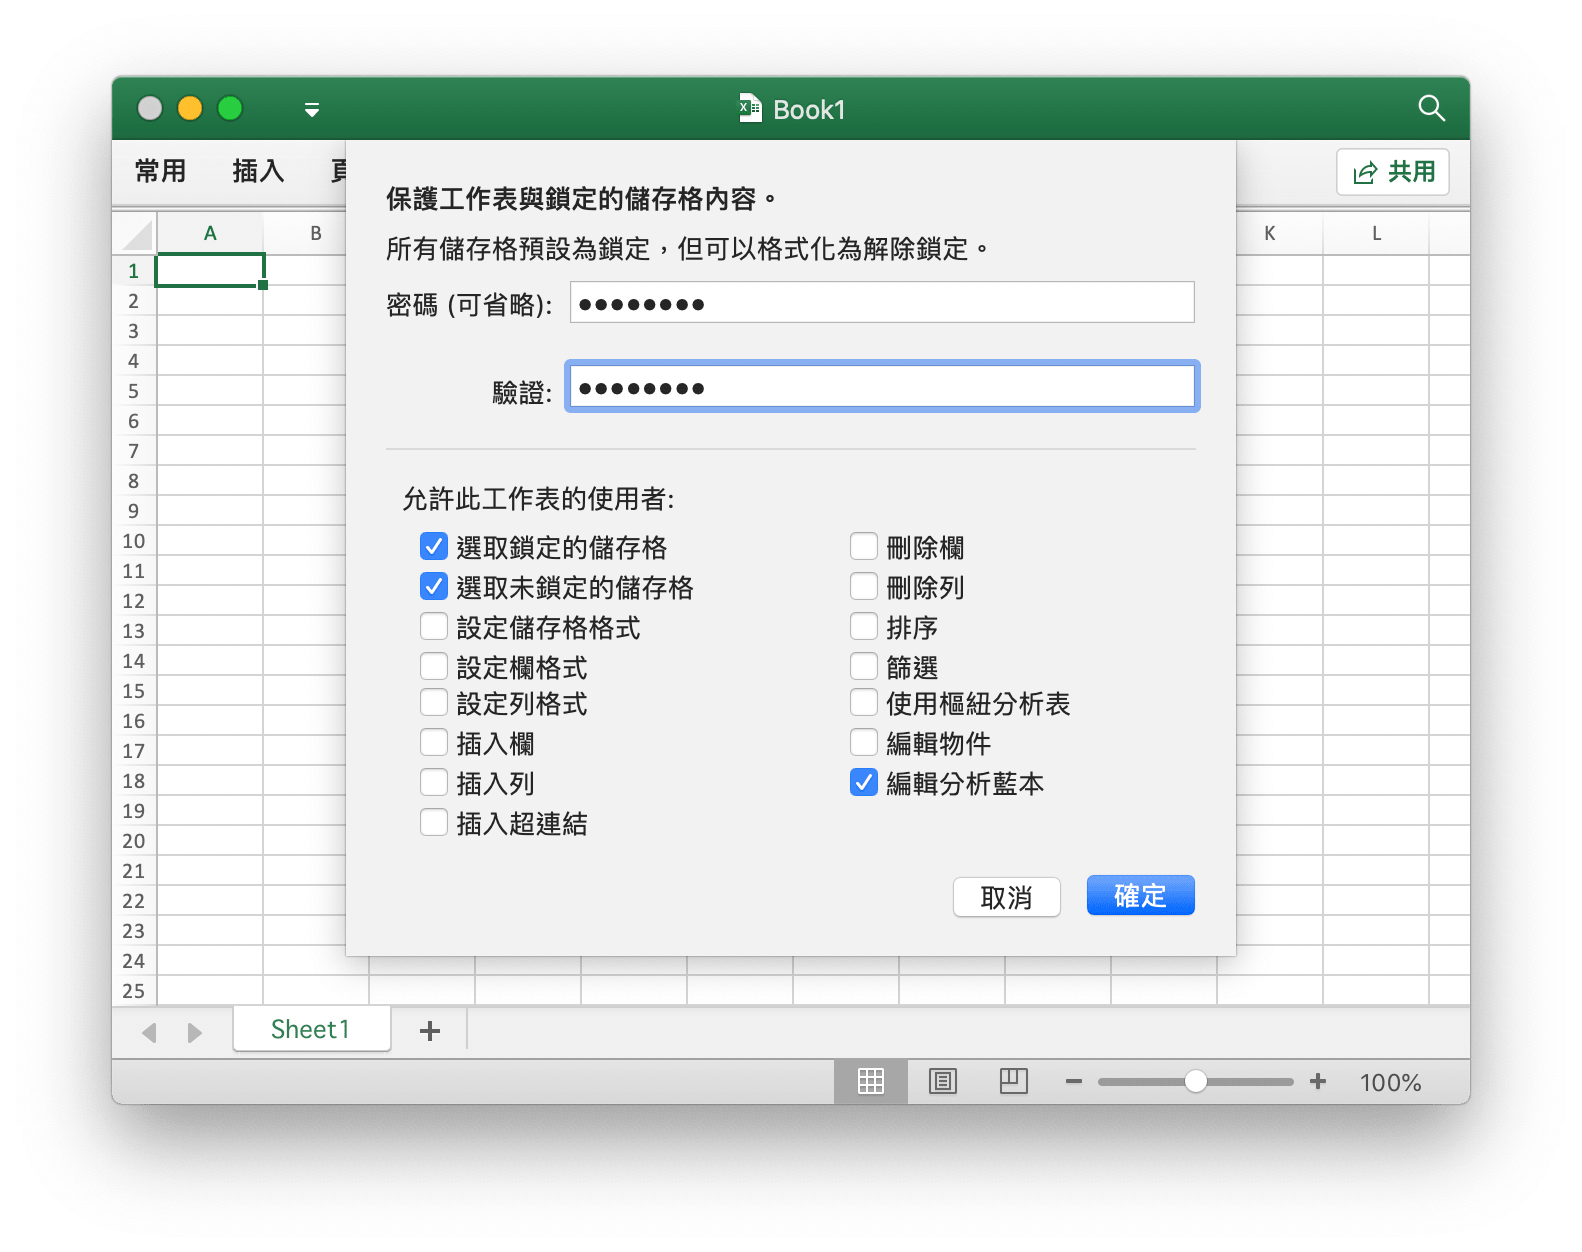 Book1
常用 插入
共用
A B K L
保護工作表與鎖定的儲存格內容。
所有儲存格預設為鎖定，但可以格式化為解除鎖定。
密碼 (可省略): ●●●●●●●●
驗證: ●●●●●●●●
允許此工作表的使用者:
選取鎖定的儲存格
選取未鎖定的儲存格
設定儲存格格式
設定欄格式
設定列格式
插入欄
插入列
插入超連結
刪除欄
刪除列
排序
篩選
使用樞紐分析表
編輯物件
編輯分析藍本
取消 確定
1
2
3
4
5
6
7
8
9
10
11
12
13
14
15
16
17
18
19
20
21
22
23
24
25
Sheet1
100%